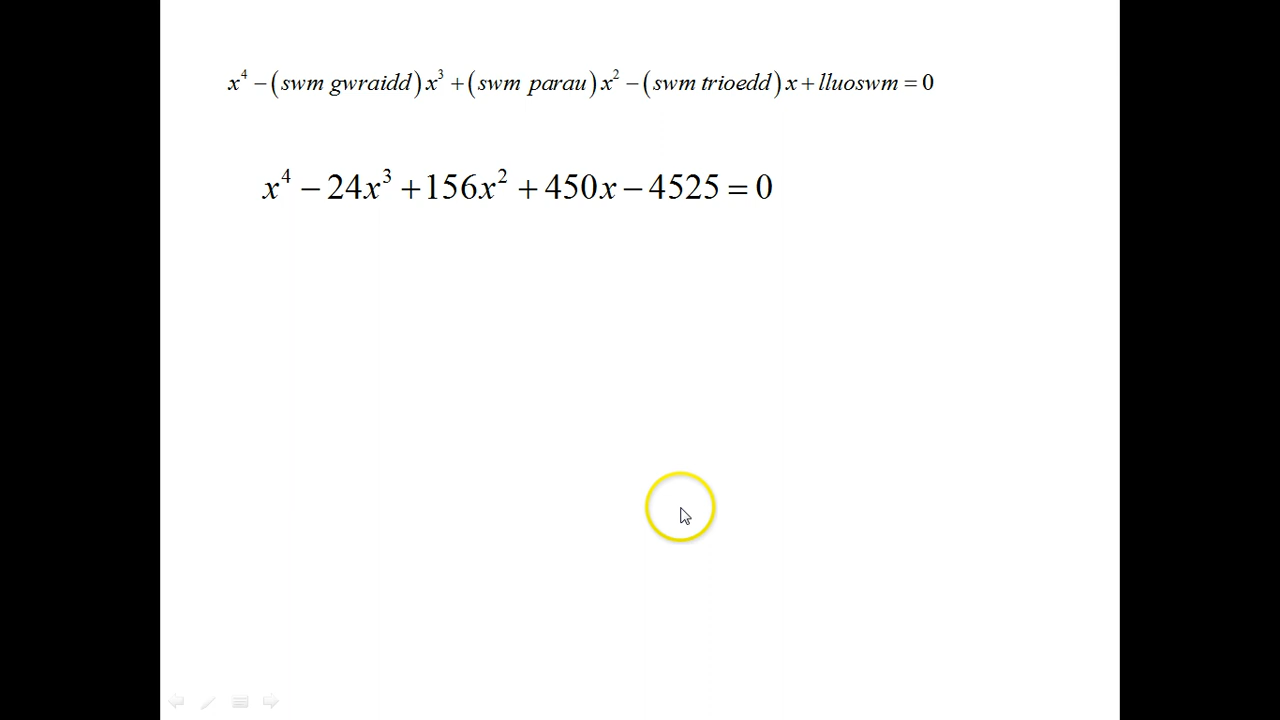 x⁴ − (swm gwraidd)x³ + (swm parau)x² − (swm trioedd)x + lluoswm = 0
x⁴ − 24x³ + 156x² + 450x − 4525 = 0